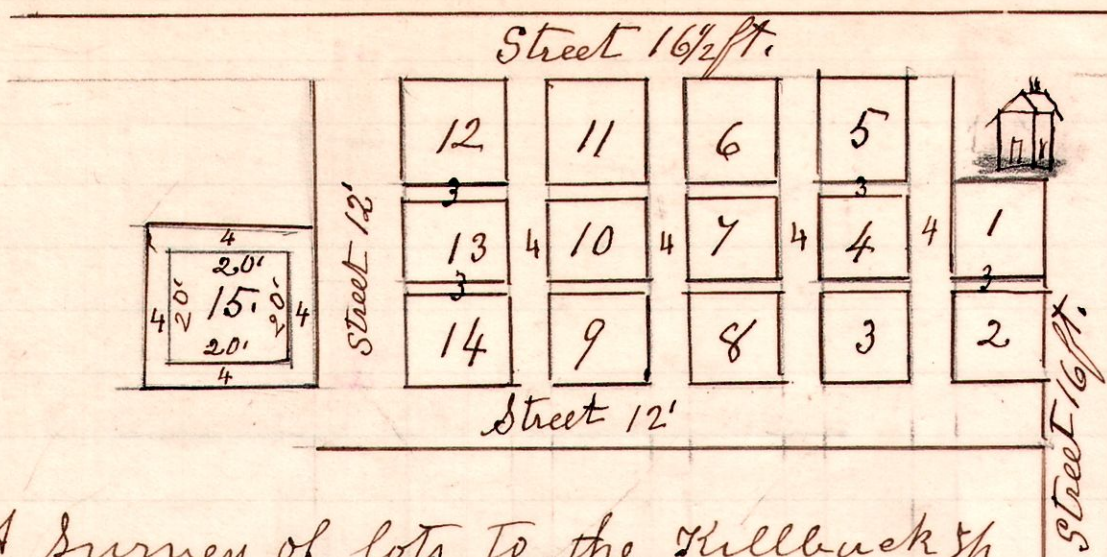 Street 16½ ft.
12 11 6 5
3 3
Street 12'
13 4 10 4 7 4 4 4 1
3 3
14 9 8 3 2
4
20'
4 20' 15. 20' 4
20'
4
Street 12'
Street 16 ft.
A Survey of lots to the Killbuck